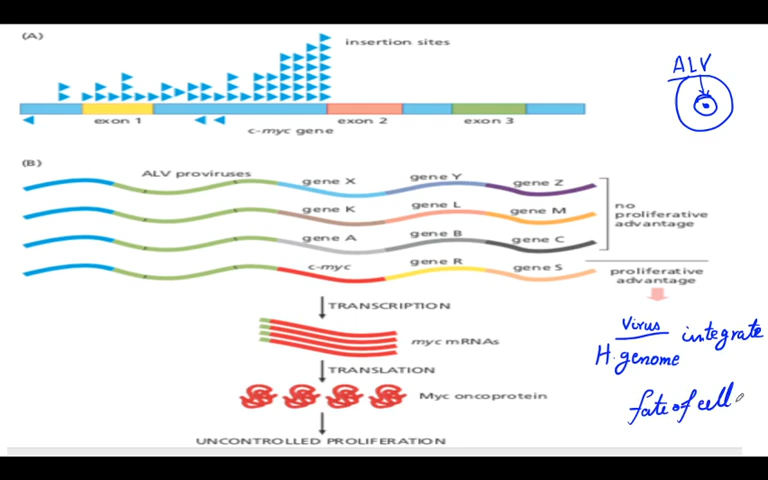 (A)
insertion sites
ALV
exon 1
exon 2
exon 3
c-myc gene
(B)
ALV proviruses
gene X
gene Y
gene Z
gene K
gene L
gene M
no
proliferative
advantage
gene A
gene B
gene C
c-myc
gene R
gene S
proliferative
advantage
TRANSCRIPTION
myc mRNAs
Virus
integrate
H.genome
TRANSLATION
Myc oncoprotein
fate of cell
UNCONTROLLED PROLIFERATION